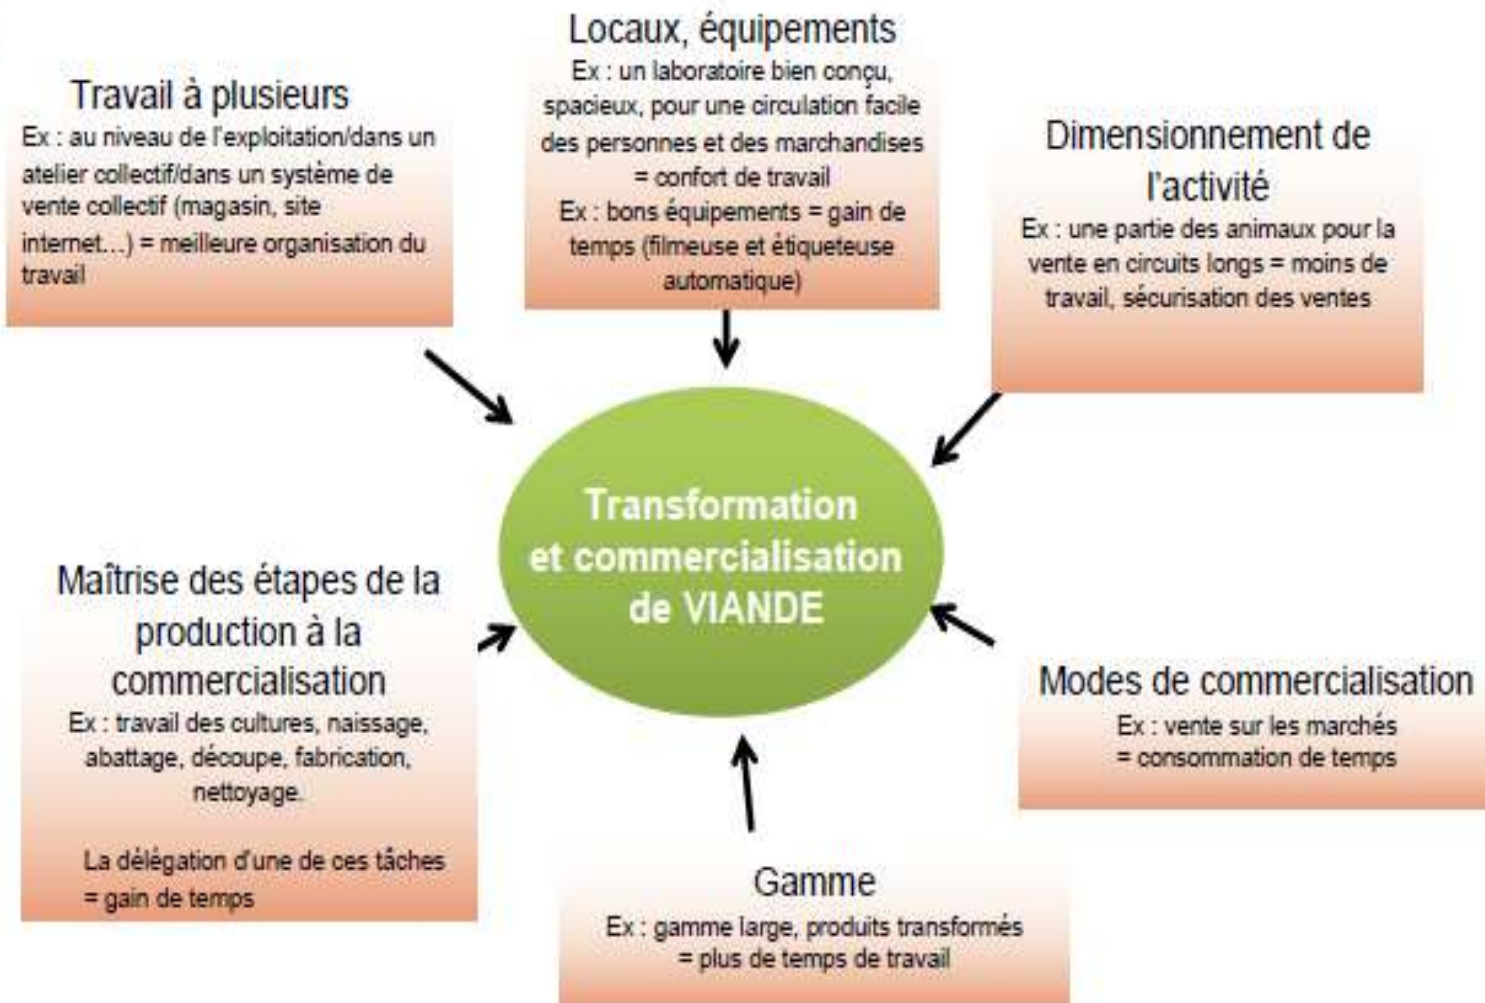 Travail à plusieurs
Ex : au niveau de l'exploitation/dans un
atelier collectif/dans un système de
vente collectif (magasin, site
internet…) = meilleure organisation du
travail
Locaux, équipements
Ex : un laboratoire bien conçu,
spacieux, pour une circulation facile
des personnes et des marchandises
= confort de travail
Ex : bons équipements = gain de
temps (filmeuse et étiqueteuse
automatique)
Dimensionnement de
l'activité
Ex : une partie des animaux pour la
vente en circuits longs = moins de
travail, sécurisation des ventes
Transformation
et commercialisation
de VIANDE
Maîtrise des étapes de la
production à la
commercialisation
Ex : travail des cultures, naissage,
abattage, découpe, fabrication,
nettoyage.
La délégation d'une de ces tâches
= gain de temps
Modes de commercialisation
Ex : vente sur les marchés
= consommation de temps
Gamme
Ex : gamme large, produits transformés
= plus de temps de travail